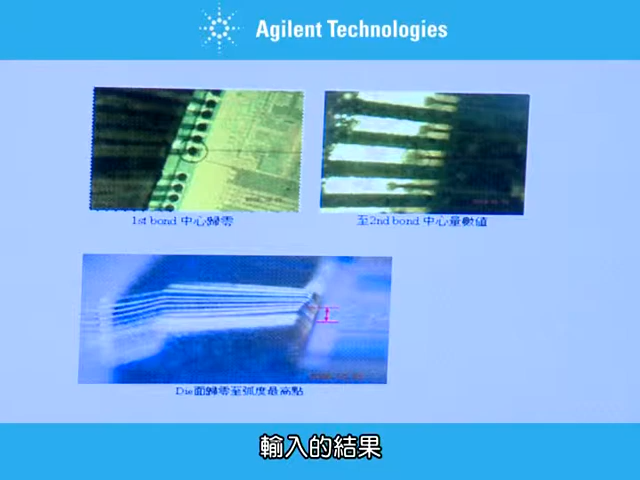 Agilent Technologies
1st bond 中心歸零
至2nd bond 中心量數值
Die面歸零至弧度最高點
輸入的結果